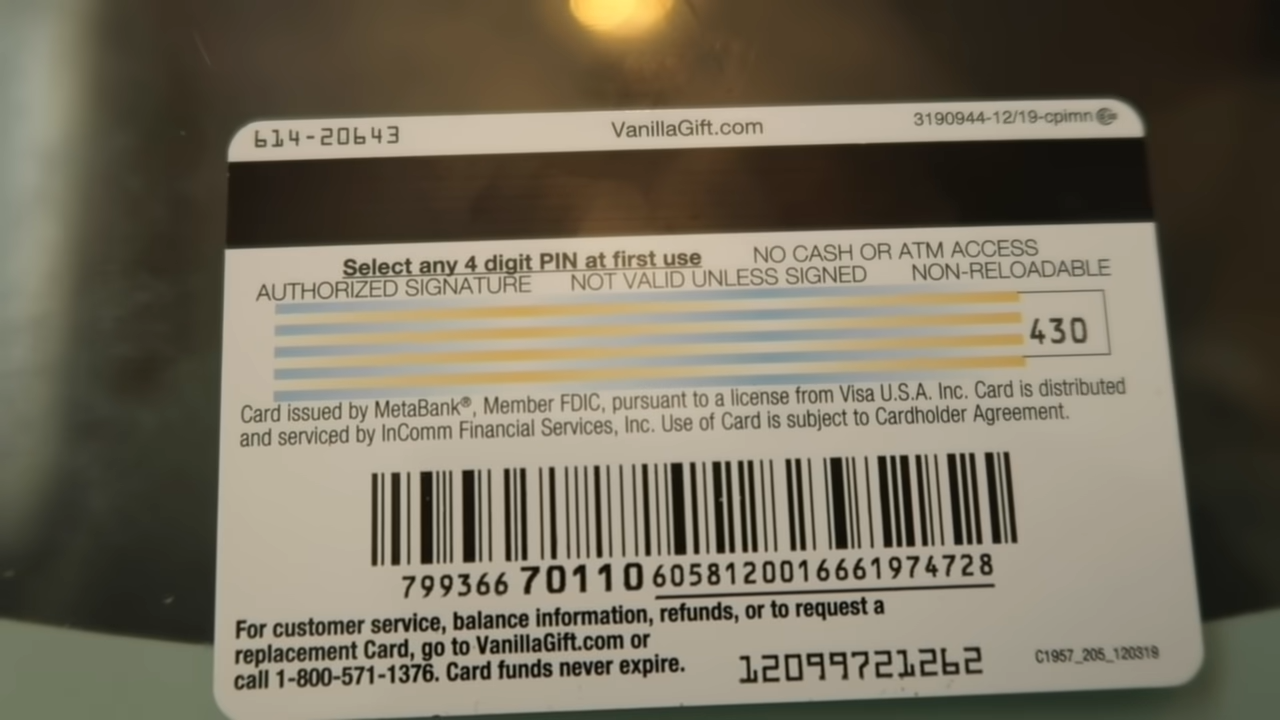 614-20643 VanillaGift.com 3190944-12/19-cpimn
Select any 4 digit PIN at first use NO CASH OR ATM ACCESS
AUTHORIZED SIGNATURE NOT VALID UNLESS SIGNED NON-RELOADABLE
430
Card issued by MetaBank®, Member FDIC, pursuant to a license from Visa U.S.A. Inc. Card is distributed
and serviced by InComm Financial Services, Inc. Use of Card is subject to Cardholder Agreement.
799366 70110 6058120016661974728
For customer service, balance information, refunds, or to request a
replacement Card, go to VanillaGift.com or
call 1-800-571-1376. Card funds never expire.
12099721262 C1957_205_120319